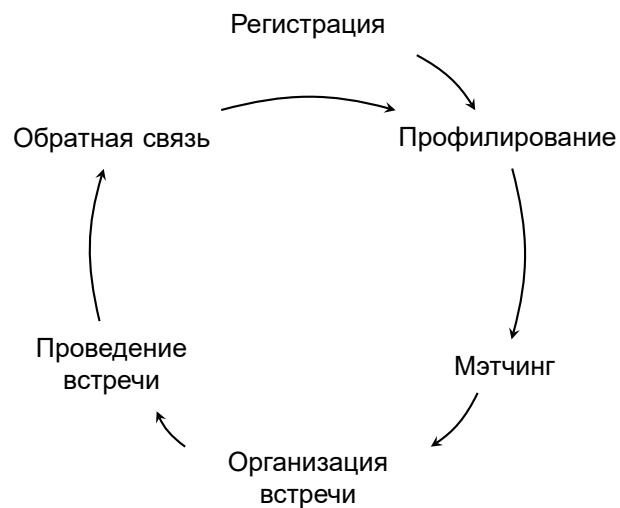 Регистрация
Обратная связь
Профилирование
Проведение
встречи
Мэтчинг
Организация
встречи